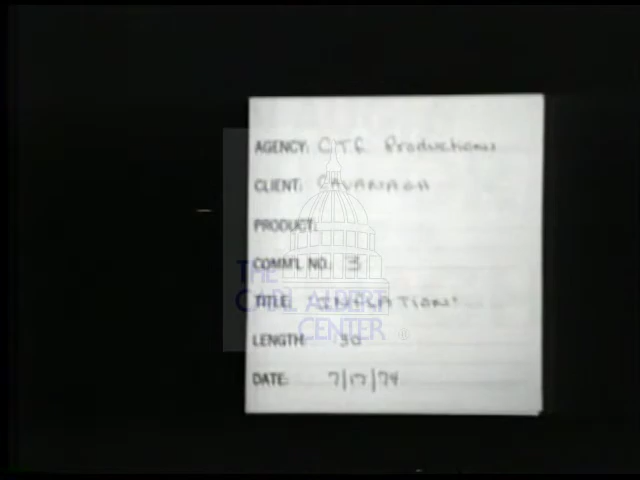 AGENCY: CTC Productions
CLIENT: CAVANAGH
PRODUCT:
COMM'L NO. 3
TITLE: "INFLATION"
LENGTH: 30
DATE: 7/17/74
THE
CARL ALBERT
CENTER
®